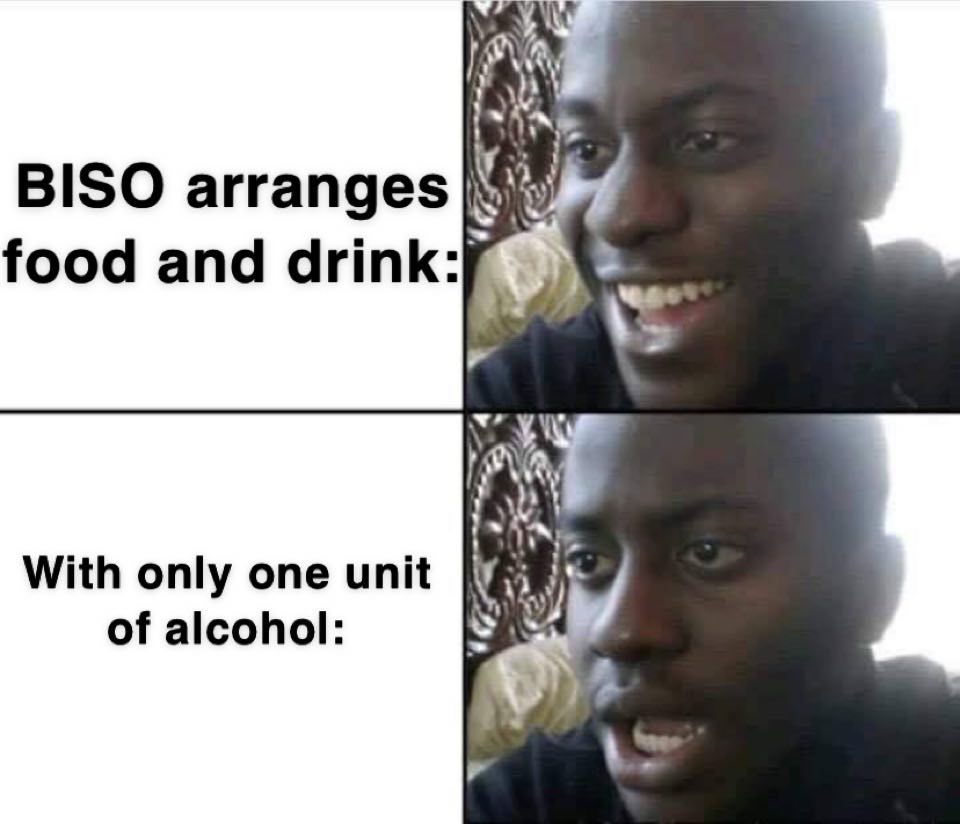 BISO arranges
food and drink:
With only one unit
of alcohol: